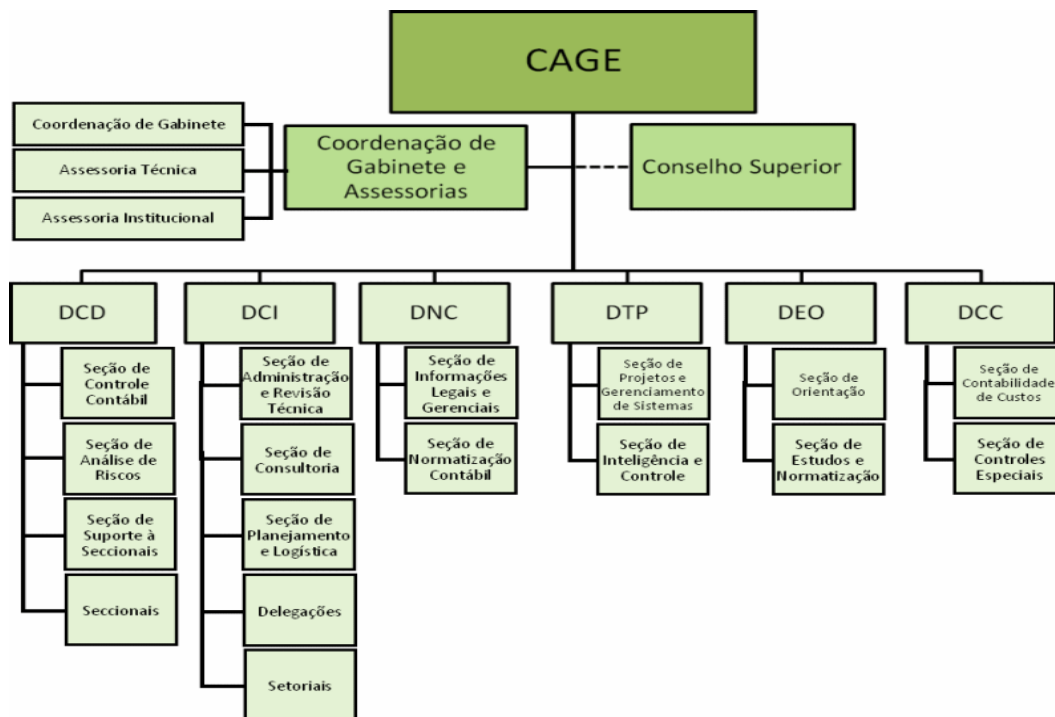 CAGE
Coordenação de Gabinete
Assessoria Técnica
Assessoria Institucional
Coordenação de
Gabinete e
Assessorias
Conselho Superior
DCD
DCI
DNC
DTP
DEO
DCC
Seção de
Controle
Contábil
Seção de
Análise de
Riscos
Seção de
Suporte à
Seccionais
Seccionais
Seção de
Administração
e Revisão
Técnica
Seção de
Consultoria
Seção de
Planejamento
e Logística
Delegações
Setoriais
Seção de
Informações
Legais e
Gerenciais
Seção de
Normatização
Contábil
Seção de
Projetos e
Gerenciamento
de Sistemas
Seção de
Inteligência e
Controle
Seção de
Orientação
Seção de
Estudos e
Normatização
Seção de
Contabilidade
de Custos
Seção de
Controles
Especiais